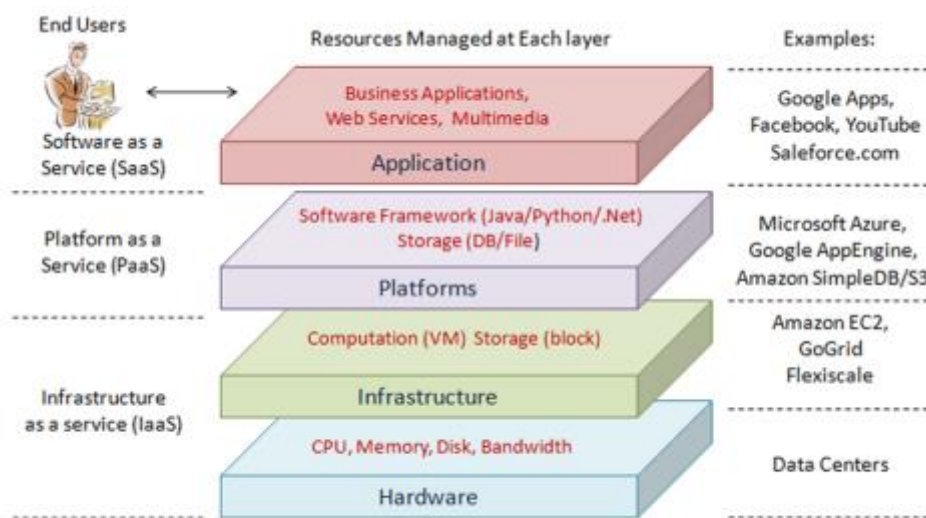 End Users
Resources Managed at Each layer
Examples:
Business Applications,
Web Services, Multimedia
Application
Software as a
Service (SaaS)
Google Apps,
Facebook, YouTube
Saleforce.com
Software Framework (Java/Python/.Net)
Storage (DB/File)
Platforms
Platform as a
Service (PaaS)
Microsoft Azure,
Google AppEngine,
Amazon SimpleDB/S3
Computation (VM) Storage (block)
Infrastructure
Amazon EC2,
GoGrid
Flexiscale
Infrastructure
as a service (IaaS)
CPU, Memory, Disk, Bandwidth
Hardware
Data Centers